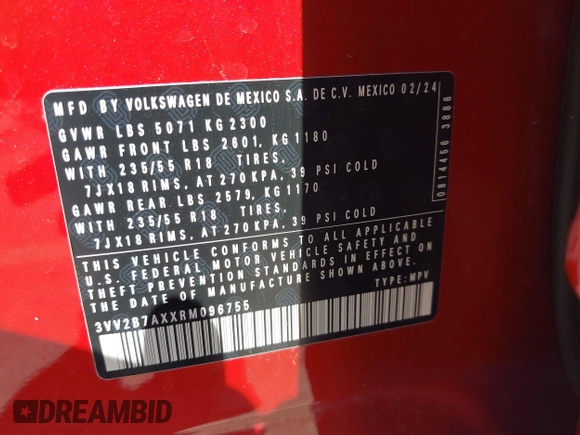 MFD BY VOLKSWAGEN DE MEXICO S.A. DE C.V. MEXICO 02/24
GVWR LBS 5071 KG 2300
GAWR FRONT LBS 2601, KG 1180
WITH 235/55 R18 TIRES,
7JX18 RIMS, AT 270 KPA, 39 PSI COLD
GAWR REAR LBS 2579, KG 1170
WITH 235/55 R18 TIRES,
7JX18 RIMS, AT 270 KPA, 39 PSI COLD
THIS VEHICLE CONFORMS TO ALL APPLICABLE
U.S. FEDERAL MOTOR VEHICLE SAFETY AND
THEFT PREVENTION STANDARDS IN EFFECT ON
THE DATE OF MANUFACTURE SHOWN ABOVE.
3VV2B7AXXRM096755 TYPE: MPV
0814456 3886
DREAMBID